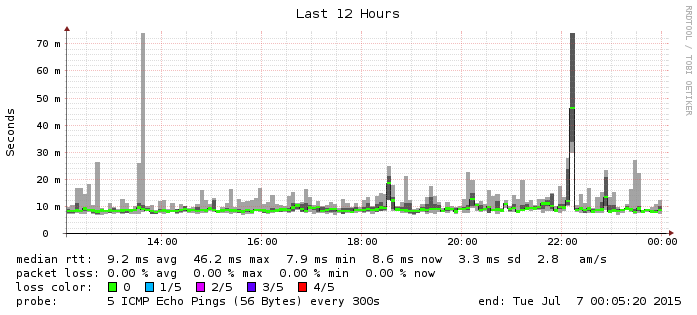 Last 12 Hours
RRDTOOL / TOBI OETIKER
Seconds
70 m
60 m
50 m
40 m
30 m
20 m
10 m
0
14:00 16:00 18:00 20:00 22:00 00:00
median rtt: 9.2 ms avg 46.2 ms max 7.9 ms min 8.6 ms now 3.3 ms sd 2.8 am/s
packet loss: 0.00 % avg 0.00 % max 0.00 % min 0.00 % now
loss color: 0 1/5 2/5 3/5 4/5
probe: 5 ICMP Echo Pings (56 Bytes) every 300s end: Tue Jul 7 00:05:20 2015